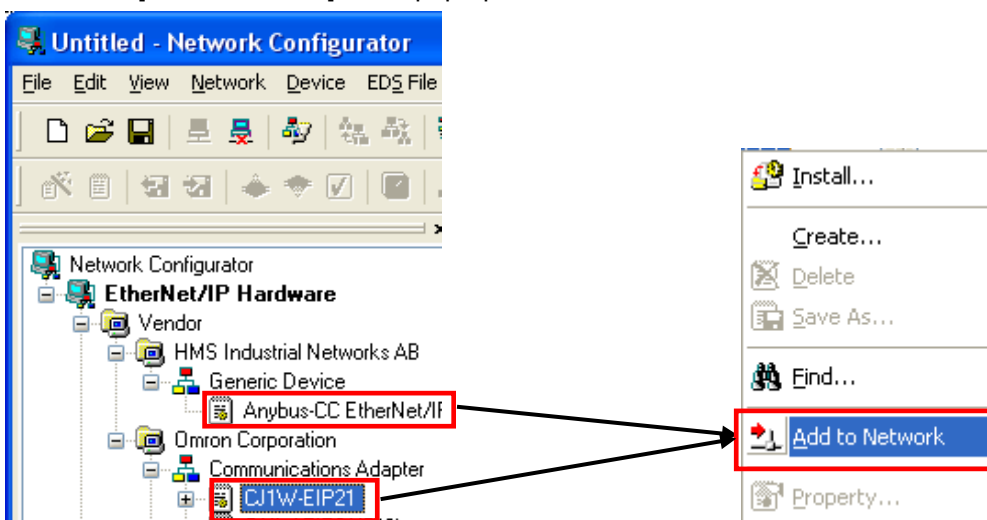 Untitled - Network Configurator
File Edit View Network Device EDS File
Install...
Create...
Delete
Save As...
Find...
Add to Network
Property...
Network Configurator
EtherNet/IP Hardware
Vendor
HMS Industrial Networks AB
Generic Device
Anybus-CC EtherNet/IF
Omron Corporation
Communications Adapter
CJ1W-EIP21